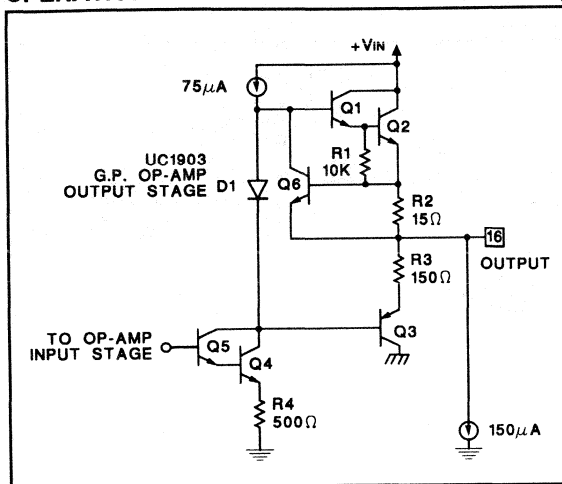 +VIN
75µA
Q1
Q2
R1
10K
UC1903
G.P. OP-AMP
OUTPUT STAGE
D1
Q6
R2
15Ω
16
OUTPUT
R3
150Ω
TO OP-AMP
INPUT STAGE
Q5
Q4
Q3
R4
500Ω
150µA